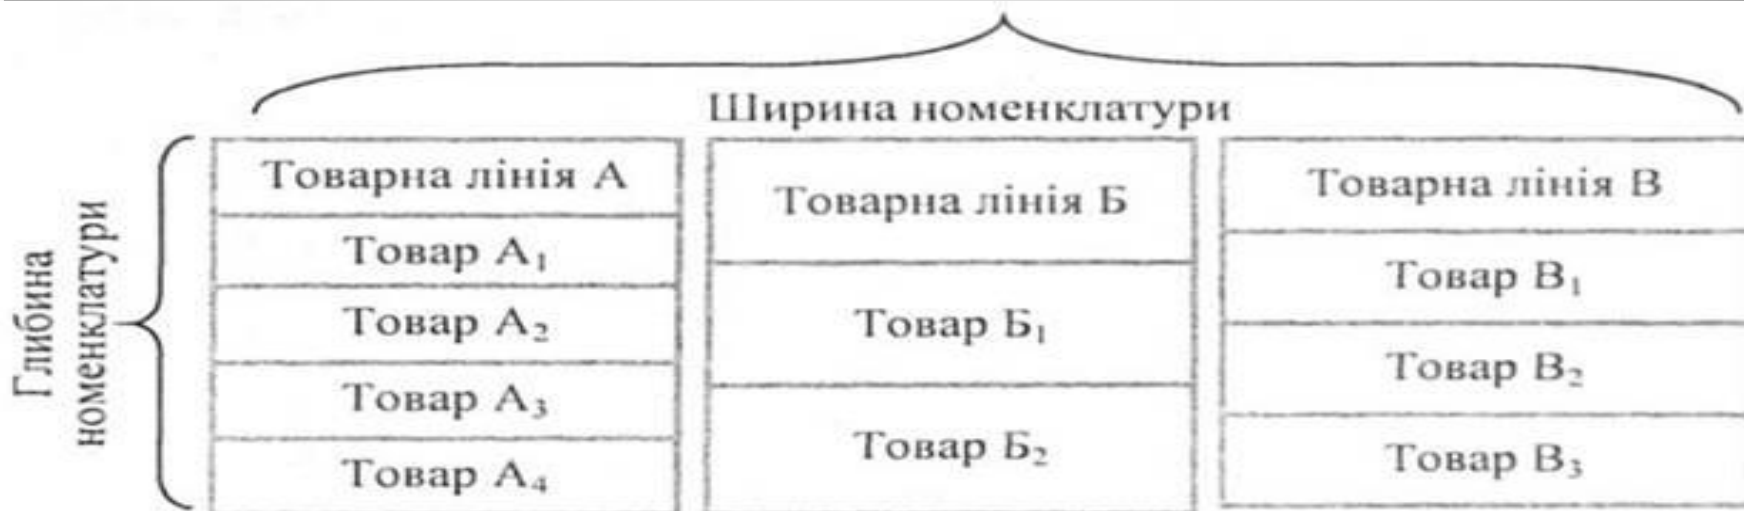 Ширина номенклатури
Глибина
номенклатури
Товарна лінія А
Товар А₁
Товар А₂
Товар А₃
Товар А₄
Товарна лінія Б
Товар Б₁
Товар Б₂
Товарна лінія В
Товар В₁
Товар В₂
Товар В₃